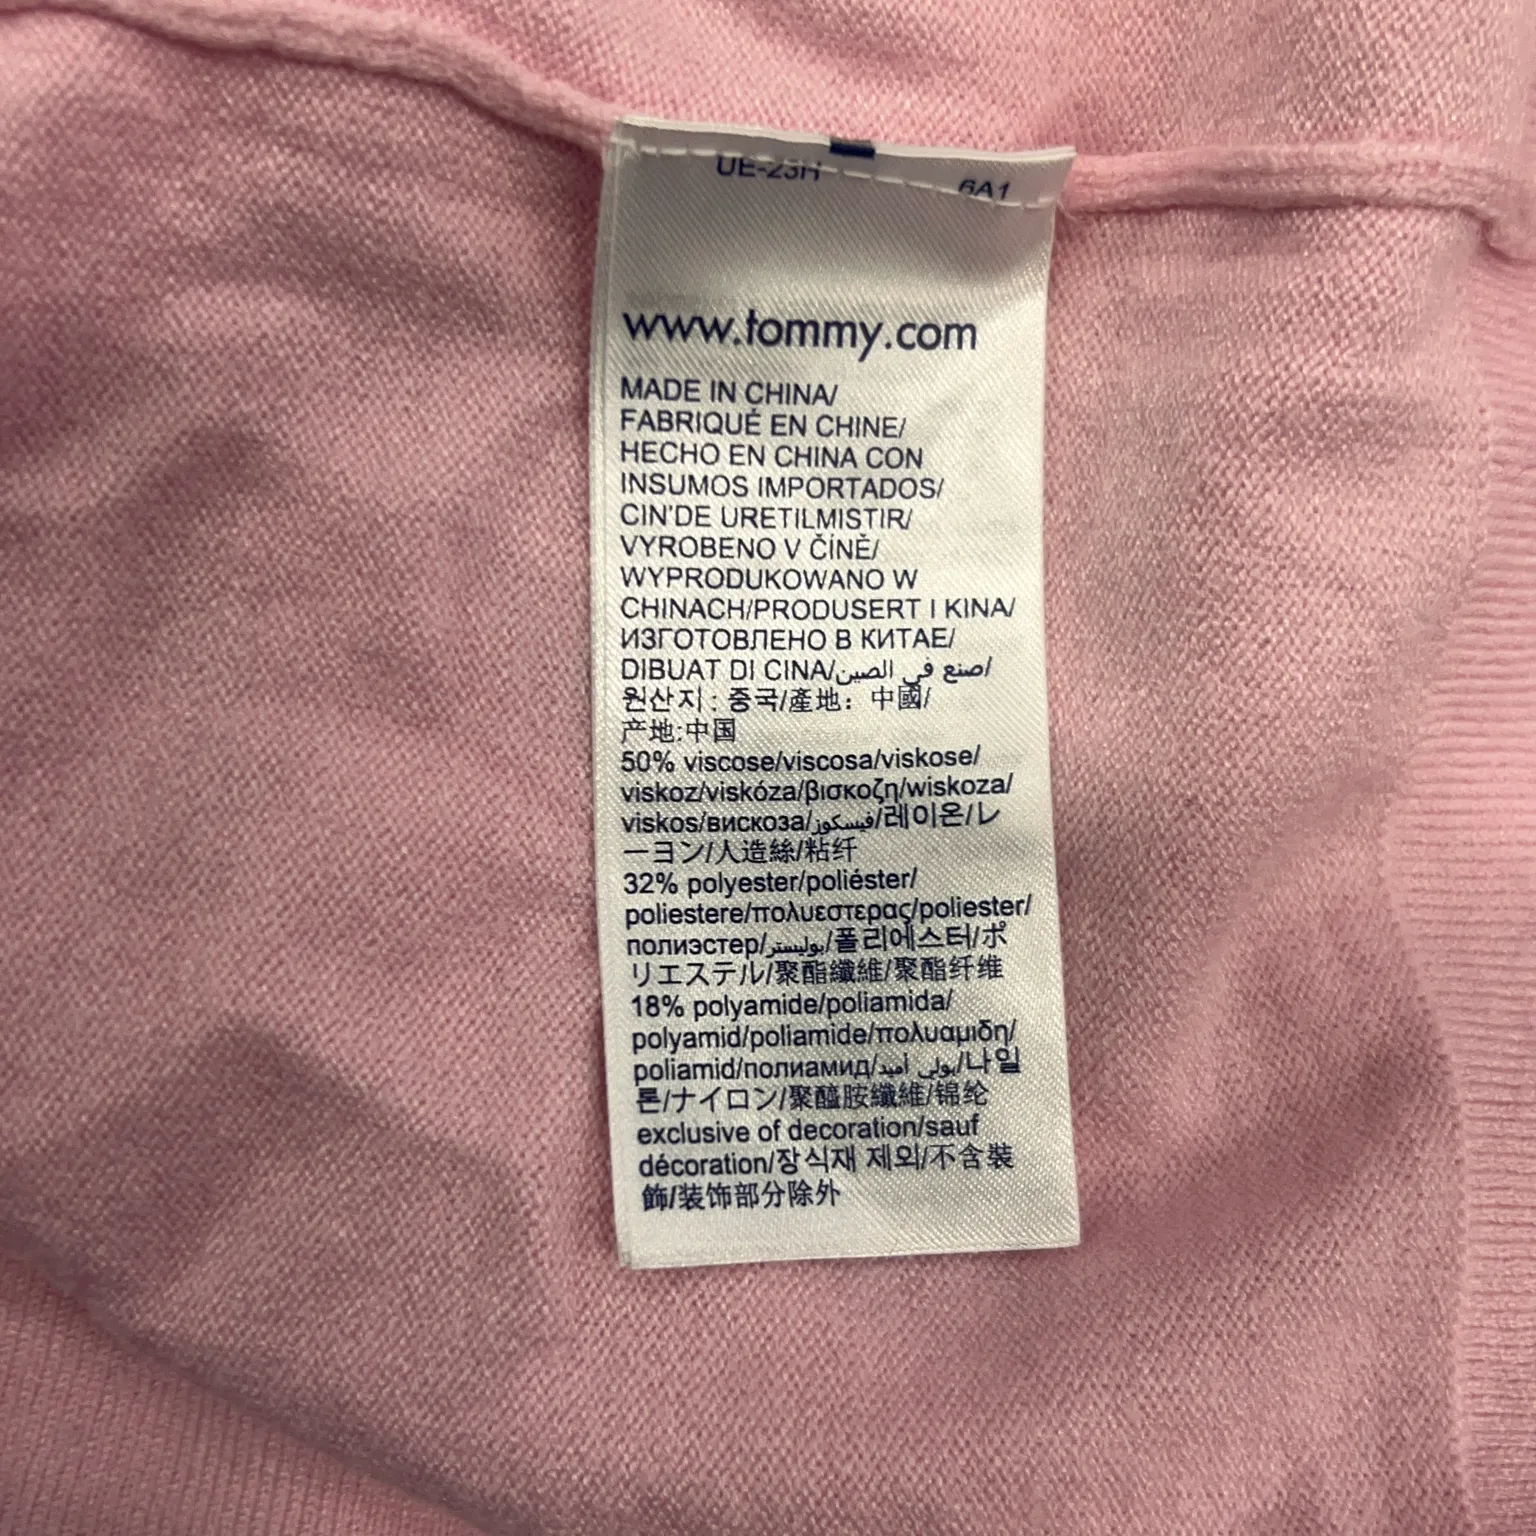 UE-23H 6A1
www.tommy.com
MADE IN CHINA/
FABRIQUÉ EN CHINE/
HECHO EN CHINA CON
INSUMOS IMPORTADOS/
CIN'DE URETILMISTIR/
VYROBENO V ČÍNĚ/
WYPRODUKOWANO W
CHINACH/PRODUSERT I KINA/
ИЗГОТОВЛЕНО В КИТАЕ/
DIBUAT DI CINA/صنع في الصين/
원산지 : 중국/產地：中國/
产地:中国
50% viscose/viscosa/viskose/
viskoz/viskóza/βισκοζη/wiskoza/
viskos/вискоза/فيسكوز/레이온/レ
ーヨン/人造絲/粘纤
32% polyester/poliéster/
poliestere/πολυεστερας/poliester/
полиэстер/بوليستر/폴리에스터/ポ
リエステル/聚酯纖維/聚酯纤维
18% polyamide/poliamida/
polyamid/poliamide/πολυαμιδη/
poliamid/полиамид/بولي أميد/나일
론/ナイロン/聚醯胺纖維/锦纶
exclusive of decoration/sauf
décoration/장식재 제외/不含裝
飾/装饰部分除外